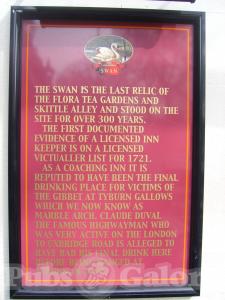 SWAN
THE SWAN IS THE LAST RELIC OF
THE FLORA TEA GARDENS AND
SKITTLE ALLEY AND STOOD ON THE
SITE FOR OVER 300 YEARS.
THE FIRST DOCUMENTED
EVIDENCE OF A LICENSED INN
KEEPER IS ON A LICENSED
VICTUALLER LIST FOR 1721.
AS A COACHING INN IT IS
REPUTED TO HAVE BEEN THE FINAL
DRINKING PLACE FOR VICTIMS OF
THE GIBBET AT TYBURN GALLOWS
WHICH WE NOW KNOW AS
MARBLE ARCH. CLAUDE DUVAL
THE FAMOUS HIGHWAYMAN WHO
WAS VERY ACTIVE ON THE LONDON
TO UXBRIDGE ROAD IS ALLEGED TO
HAVE HAD HIS FINAL DRINK HERE
BEFORE
Pubs Galore